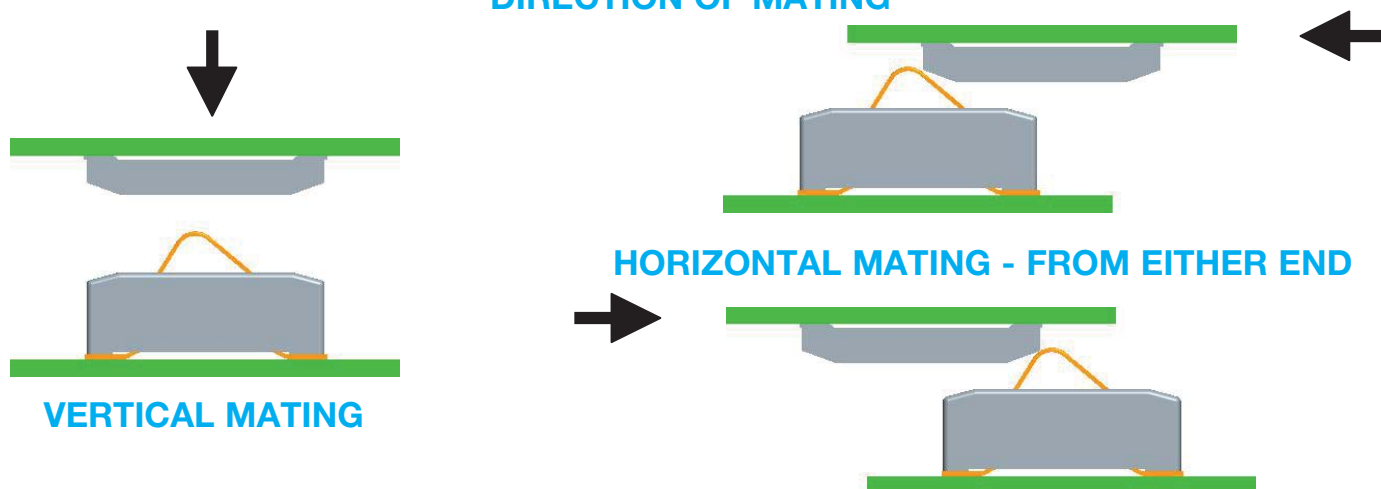 DIRECTION OF MATING
HORIZONTAL MATING - FROM EITHER END
VERTICAL MATING